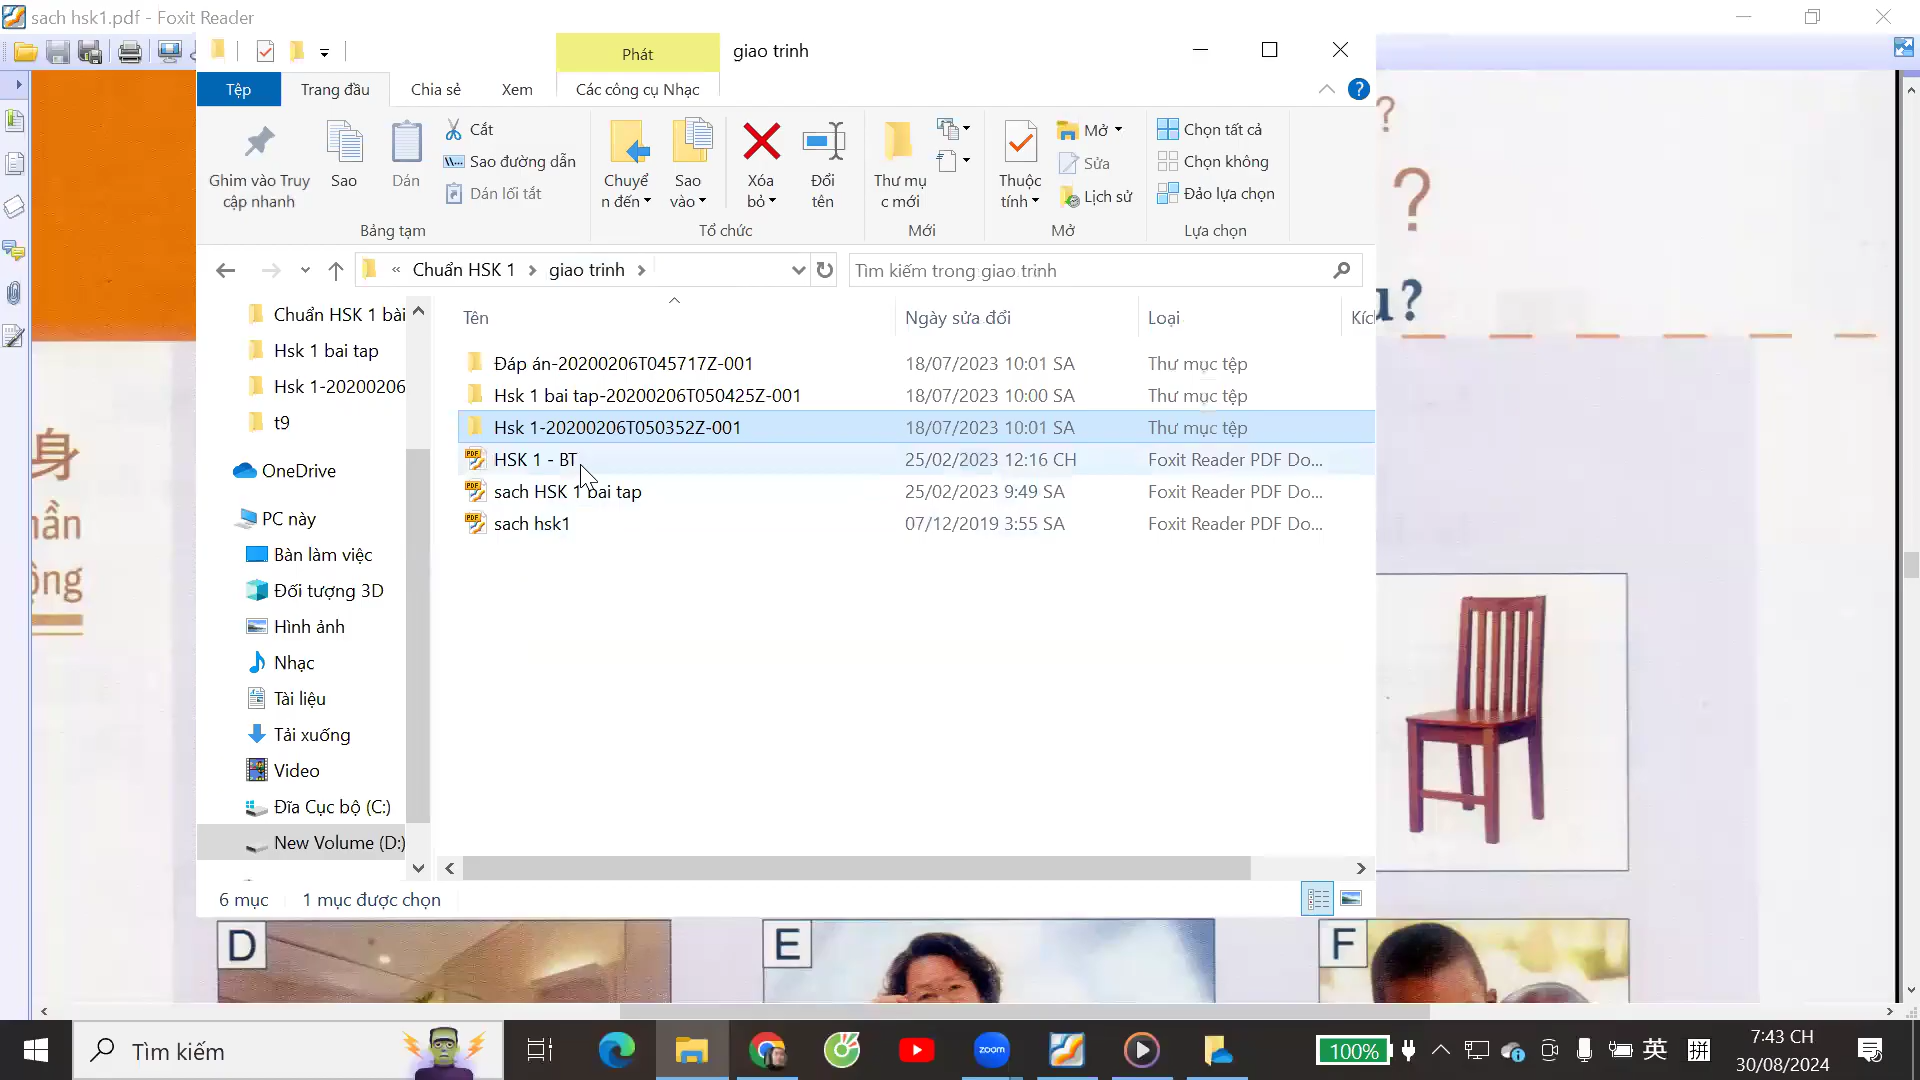 sach hsk1.pdf - Foxit Reader
Phát
giao trinh
Tệp
Trang đầu
Chia sẻ
Xem
Các công cụ Nhạc
?
Ghim vào Truy
cập nhanh
Sao
Dán
Cắt
Sao đường dẫn
Dán lối tắt
Bảng tạm
Chuyể
n đến
Sao
vào
Xóa
bỏ
Đổi
tên
Tổ chức
Thư mụ
c mới
Mới
Thuộc
tính
Mở
Sửa
Lịch sử
Mở
Chọn tất cả
Chọn không
Đảo lựa chọn
Lựa chọn
?
?
?
« Chuẩn HSK 1 > giao trinh >
Tìm kiếm trong giao trinh
Chuẩn HSK 1 bài
Hsk 1 bai tap
Hsk 1-20200206
t9
OneDrive
PC này
Bàn làm việc
Đối tượng 3D
Hình ảnh
Nhạc
Tài liệu
Tải xuống
Video
Đĩa Cục bộ (C:)
New Volume (D:)
Tên
Ngày sửa đổi
Loại
Kíc
Đáp án-20200206T045717Z-001
18/07/2023 10:01 SA
Thư mục tệp
Hsk 1 bai tap-20200206T050425Z-001
18/07/2023 10:00 SA
Thư mục tệp
Hsk 1-20200206T050352Z-001
18/07/2023 10:01 SA
Thư mục tệp
HSK 1 - BT
25/02/2023 12:16 CH
Foxit Reader PDF Do...
sach HSK 1 bai tap
25/02/2023 9:49 SA
Foxit Reader PDF Do...
sach hsk1
07/12/2019 3:55 SA
Foxit Reader PDF Do...
6 mục
1 mục được chọn
身
D
E
F
Tìm kiếm
zoom
100%
英
拼
7:43 CH
30/08/2024